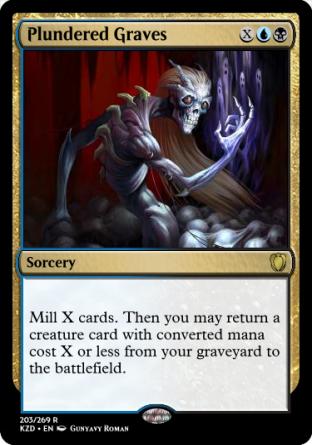 Plundered Graves X
Sorcery
Mill X cards. Then you may return a
creature card with converted mana
cost X or less from your graveyard to
the battlefield.
203/269 R
KZD • EN Gunyavy Roman